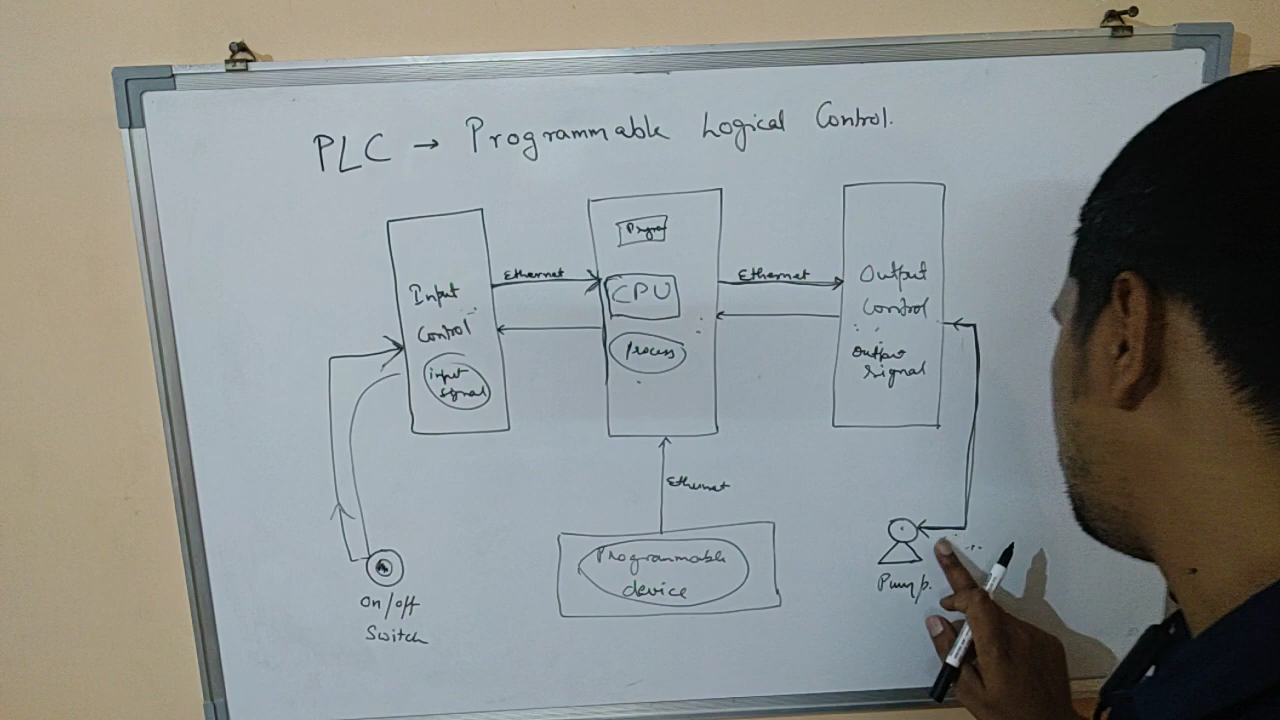 PLC → Programmable Logical Control.
Ethernet
Ethernet
CPU
Process
Input
Control
input
signal
Output
Control
output
signal
Ethernet
Programmable
device
On/off
Switch
Pump.